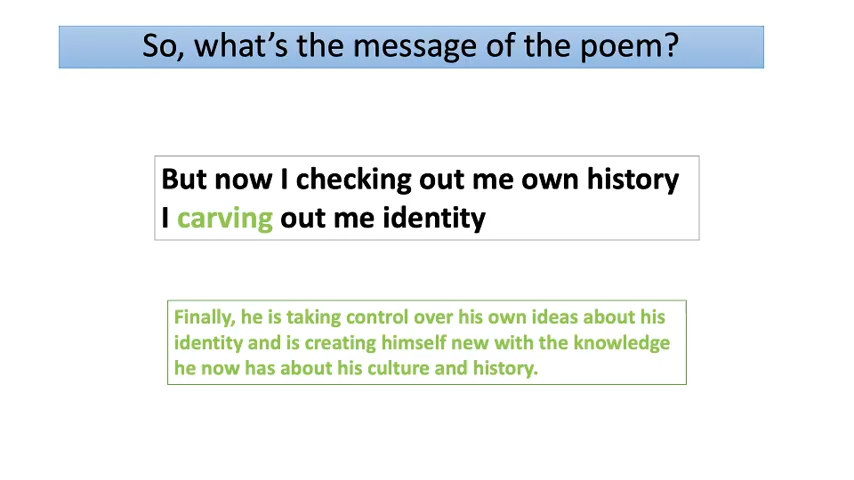 So, what's the message of the poem?
But now I checking out me own history
I carving out me identity
Finally, he is taking control over his own ideas about his
identity and is creating himself new with the knowledge
he now has about his culture and history.